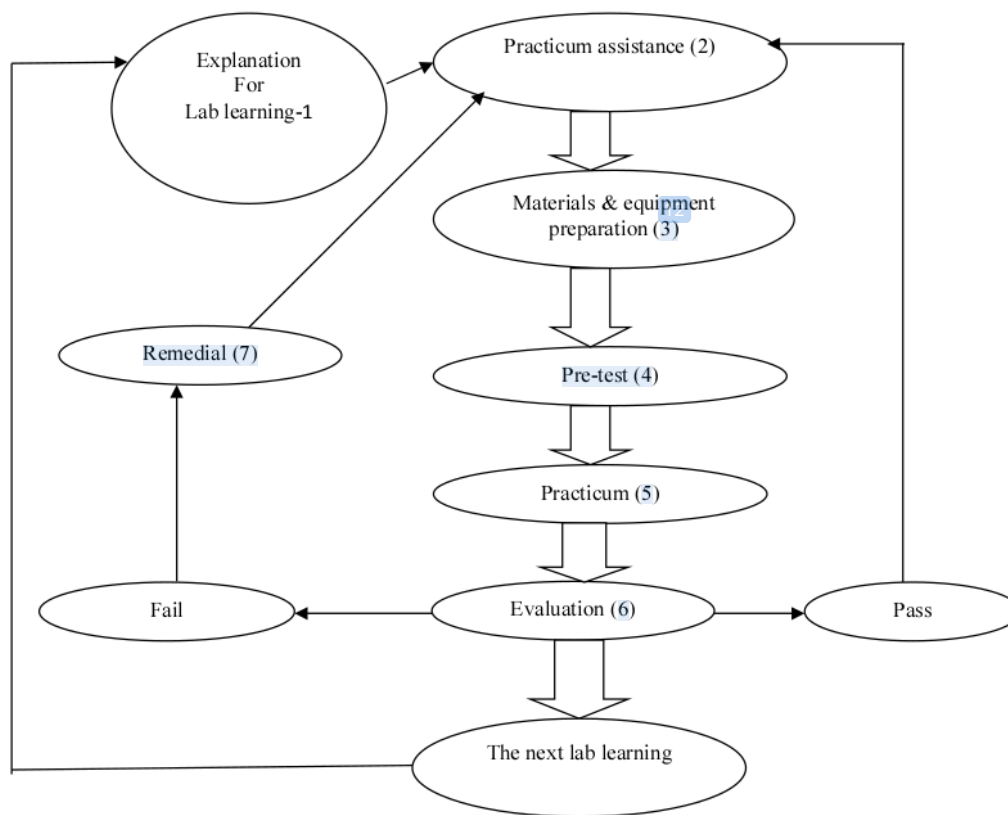 Explanation
For
Lab learning-1
Practicum assistance (2)
Materials & equipment
preparation (3)
Remedial (7)
Pre-test (4)
Practicum (5)
Fail
Evaluation (6)
Pass
The next lab learning